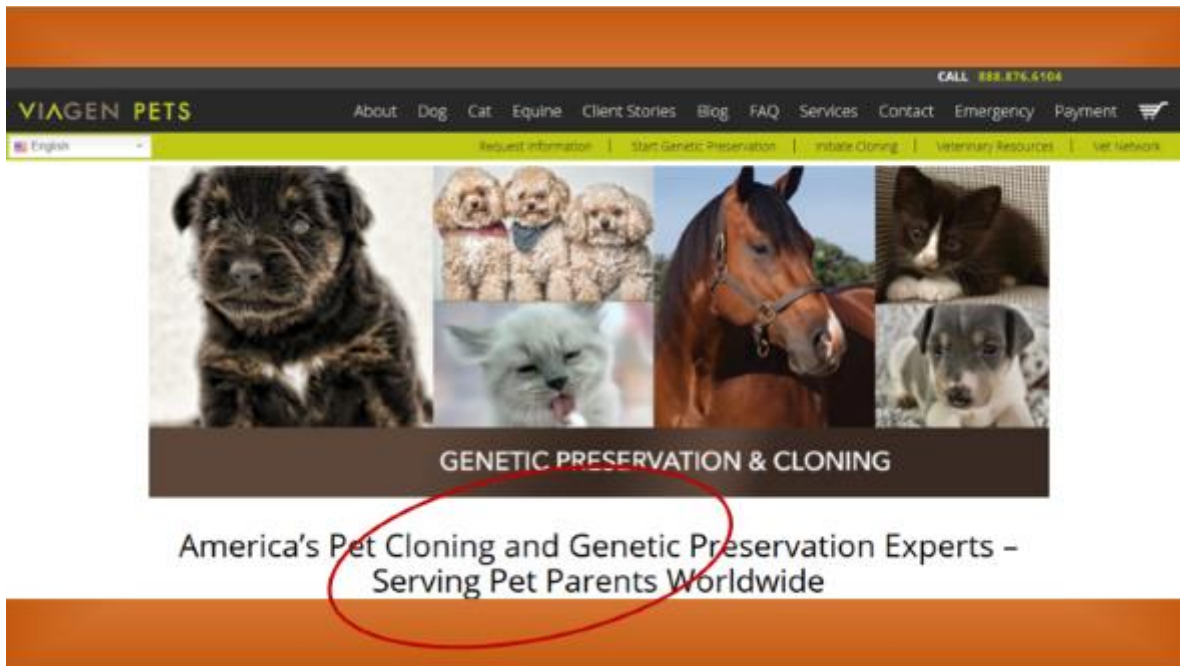 CALL 888.876.6104
VIAGEN PETS
About Dog Cat Equine Client Stories Blog FAQ Services Contact Emergency Payment
English
Request Information | Start Genetic Preservation | Initiate Cloning | Veterinary Resources | Vet Network
GENETIC PRESERVATION & CLONING
America's Pet Cloning and Genetic Preservation Experts –
Serving Pet Parents Worldwide